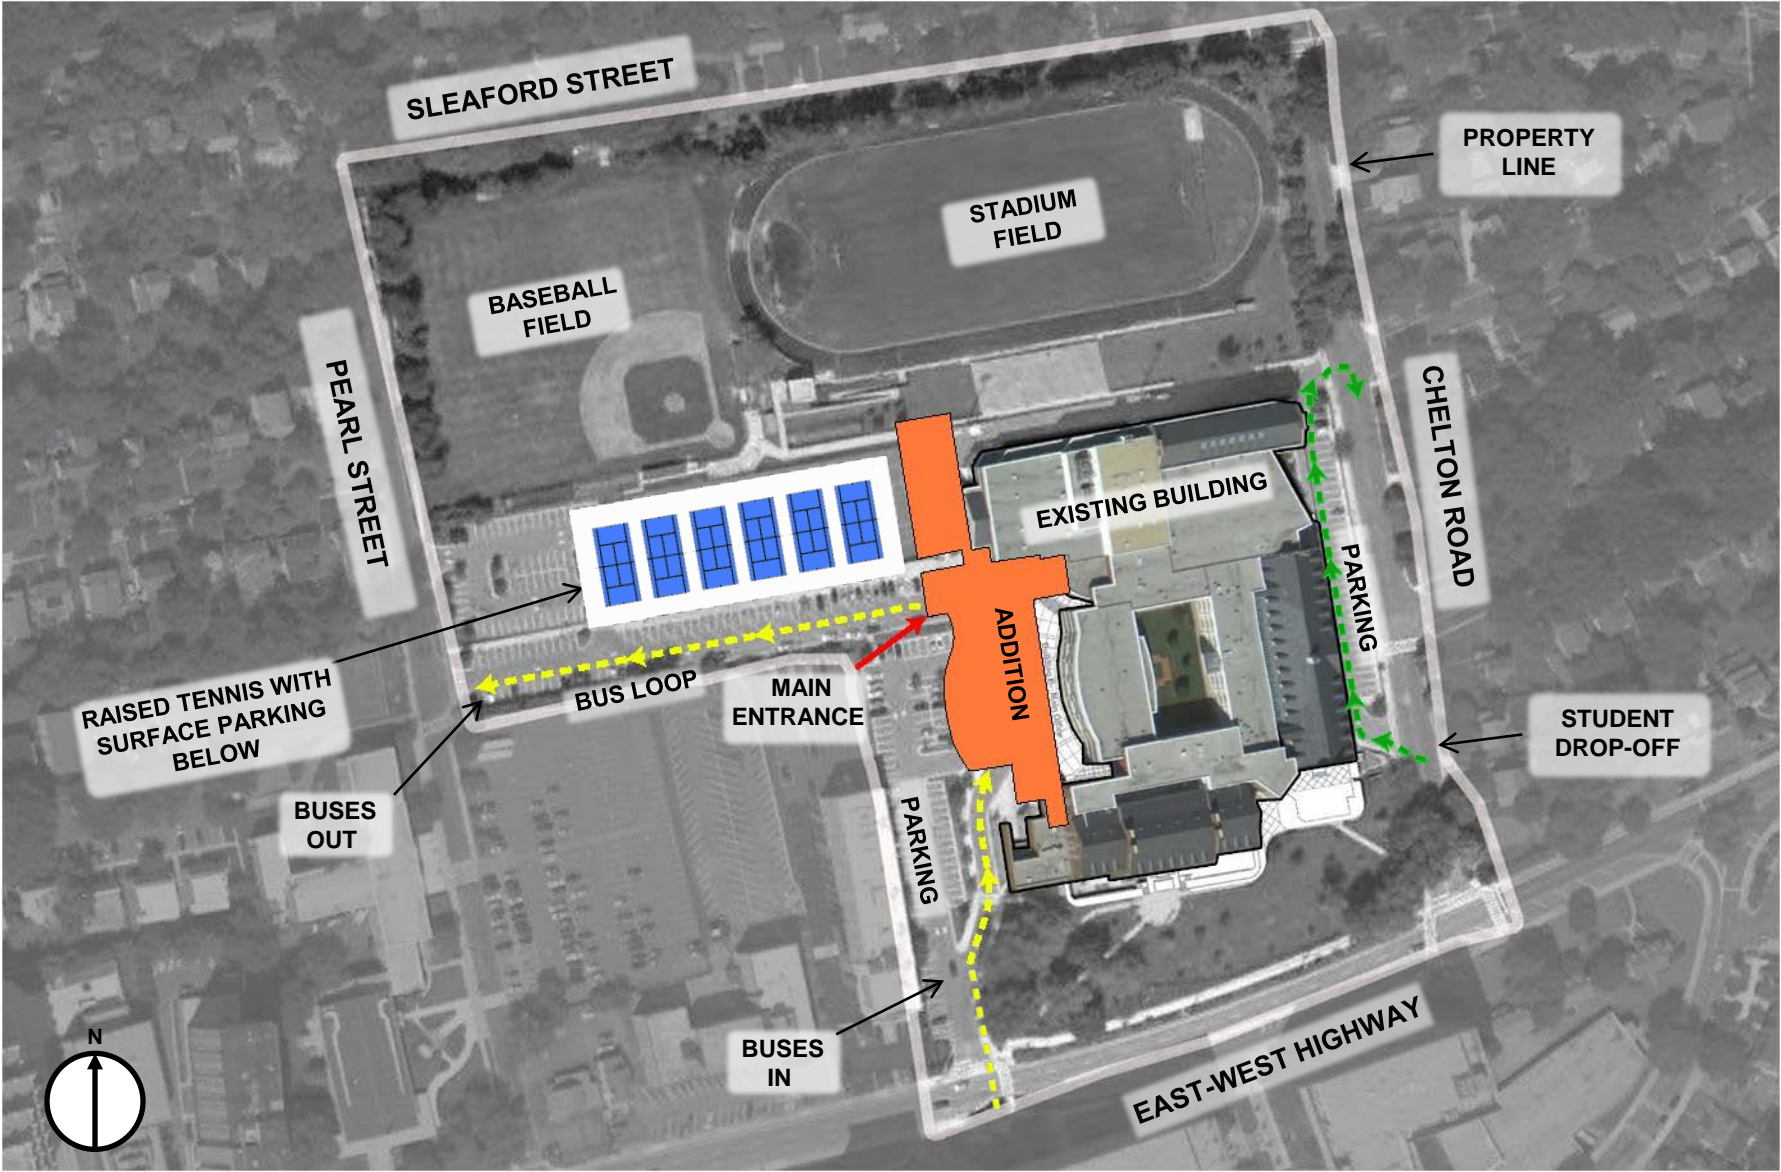 SLEAFORD STREET
PROPERTY
LINE
STADIUM
FIELD
BASEBALL
FIELD
PEARL STREET
CHELTON ROAD
EXISTING BUILDING
PARKING
ADDITION
RAISED TENNIS WITH
SURFACE PARKING
BELOW
BUS LOOP
MAIN
ENTRANCE
STUDENT
DROP-OFF
BUSES
OUT
PARKING
BUSES
IN
EAST-WEST HIGHWAY
N